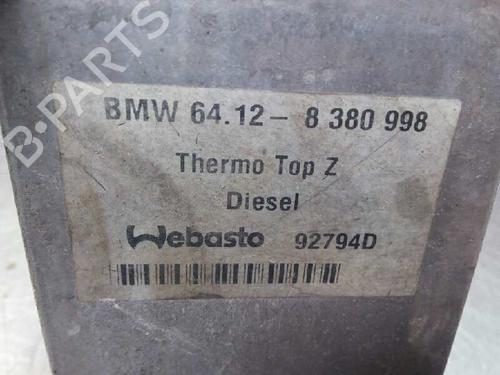 B-PARTS
BMW 64.12 - 8 380 998
Thermo Top Z
Diesel
Webasto 92794D